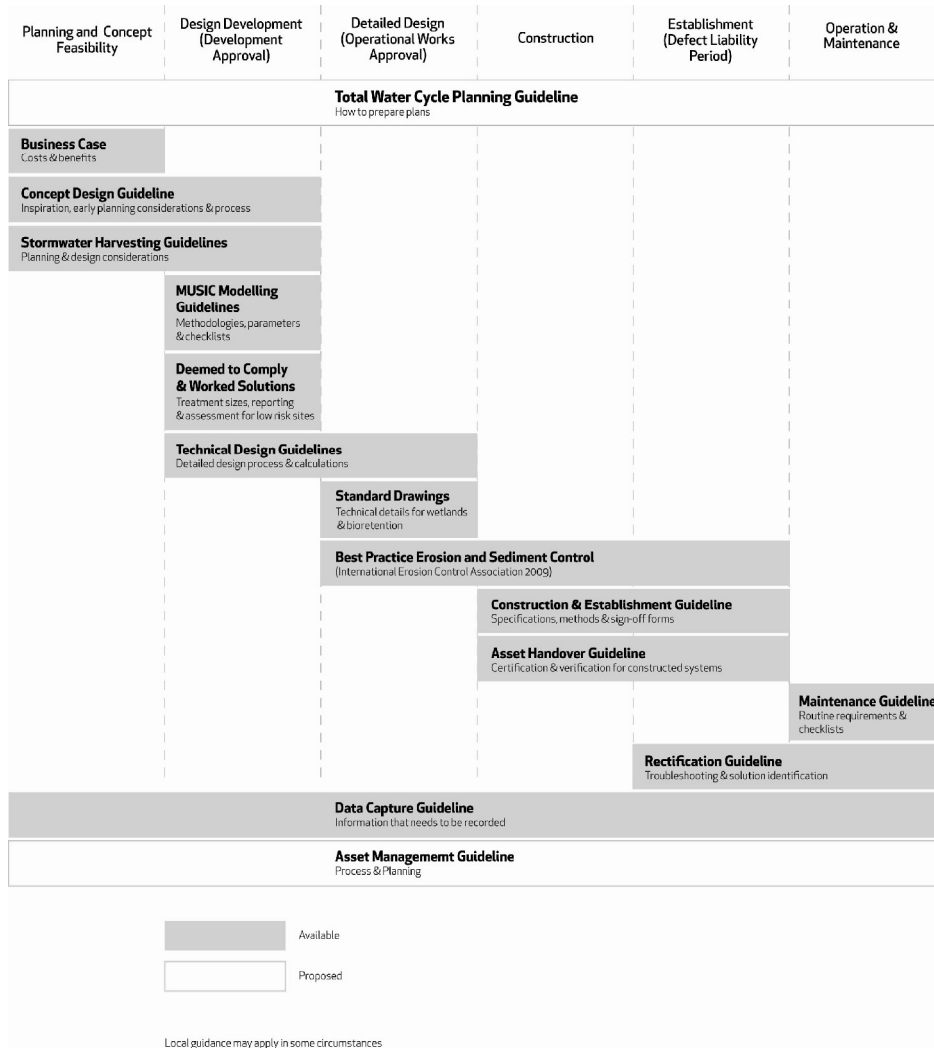 Planning and Concept
Feasibility
Design Development
(Development
Approval)
Detailed Design
(Operational Works
Approval)
Construction
Establishment
(Defect Liability
Period)
Operation &
Maintenance
Total Water Cycle Planning Guideline
How to prepare plans
Business Case
Costs & benefits
Concept Design Guideline
Inspiration, early planning considerations & process
Stormwater Harvesting Guidelines
Planning & design considerations
MUSIC Modelling
Guidelines
Methodologies, parameters
& checklists
Deemed to Comply
& Worked Solutions
Treatment sizes, reporting
& assessment for low risk sites
Technical Design Guidelines
Detailed design process & calculations
Standard Drawings
Technical details for wetlands
& bioretention
Best Practice Erosion and Sediment Control
(International Erosion Control Association 2009)
Construction & Establishment Guideline
Specifications, methods & sign-off forms
Asset Handover Guideline
Certification & verification for constructed systems
Maintenance Guideline
Routine requirements &
checklists
Rectification Guideline
Troubleshooting & solution identification
Data Capture Guideline
Information that needs to be recorded
Asset Managememt Guideline
Process & Planning
Available
Proposed
Local guidance may apply in some circumstances